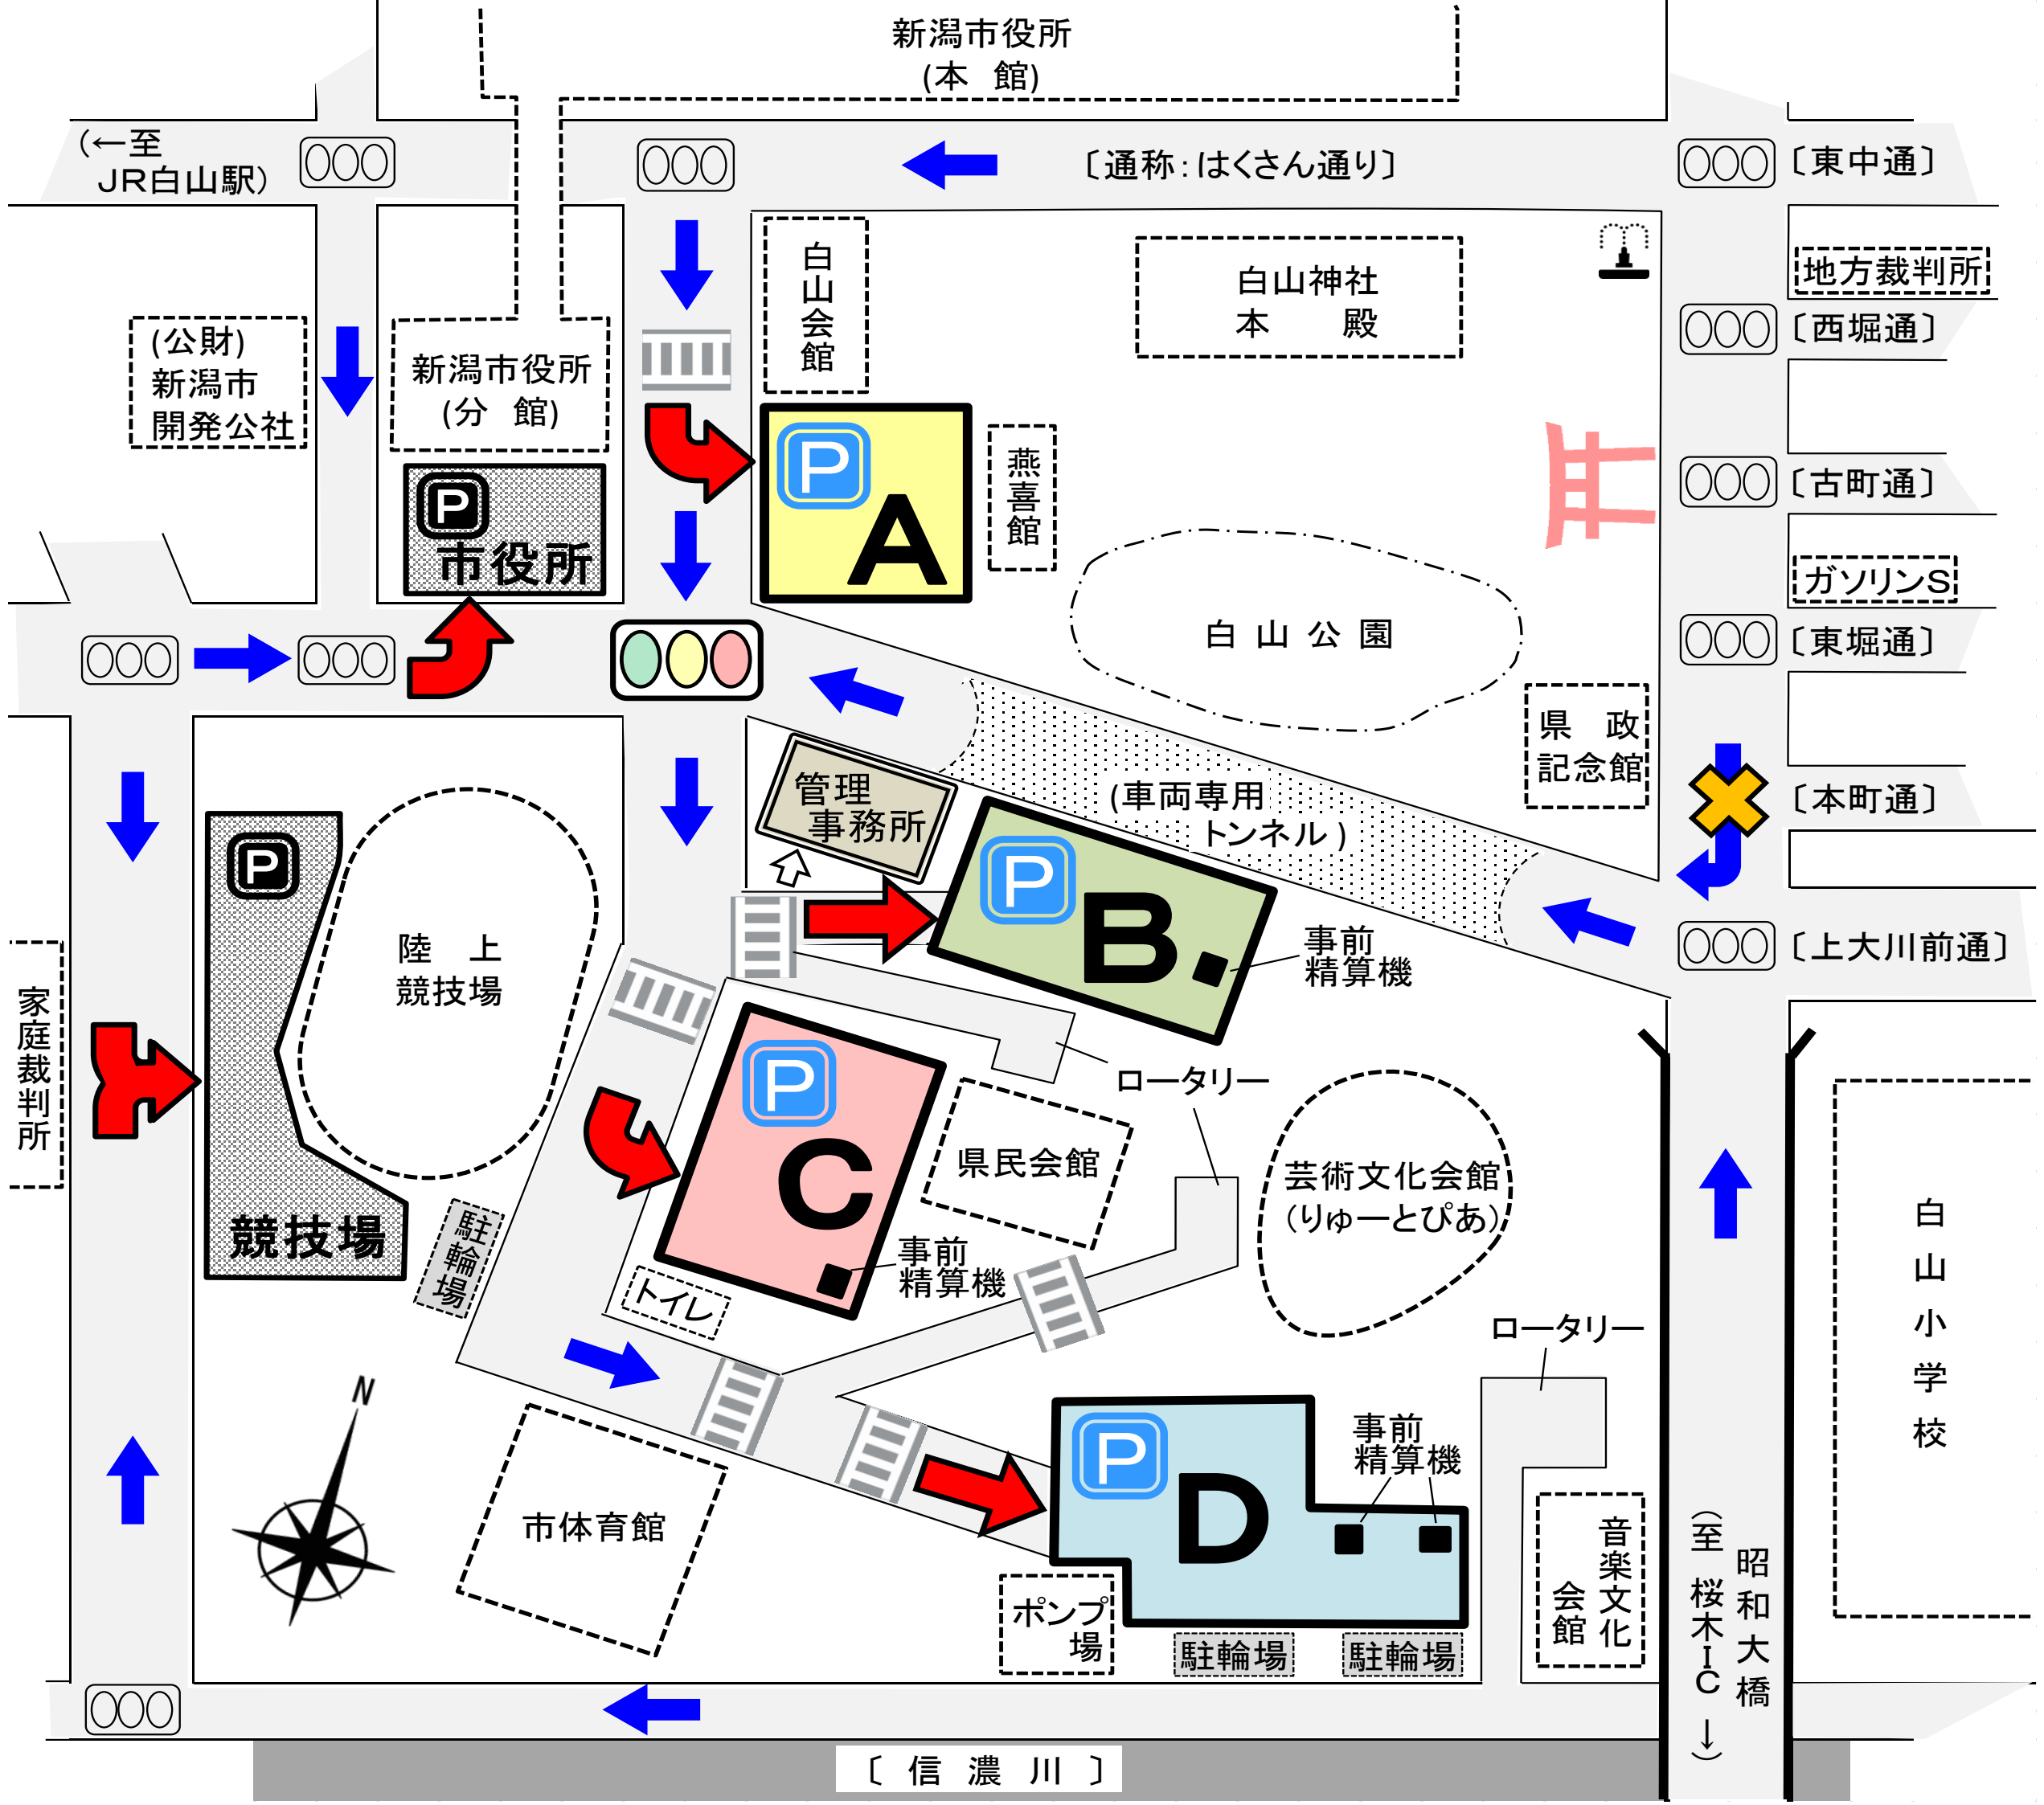 新潟市役所
(本 館)
(←至
JR白山駅)
〔通称：はくさん通り〕
〔東中通〕
白山会館
白山神社
本 殿
地方裁判所
〔西堀通〕
(公財)
新潟市
開発公社
新潟市役所
(分 館)
P
市役所
P
A
燕喜館
〔古町通〕
ガソリンS
白山公園
〔東堀通〕
県 政
記念館
〔本町通〕
管理
事務所
(車両専用
トンネル)
P
競技場
陸 上
競技場
P
B
事前
精算機
〔上大川前通〕
家庭裁判所
P
C
ロータリー
県民会館
芸術文化会館
(りゅーとぴあ)
駐輪場
事前
精算機
トイレ
ロータリー
白山小学校
N
市体育館
P
D
事前
精算機
音楽文化
会館
(至 桜木IC→)
昭和大橋
ポンプ
場
駐輪場
駐輪場
〔信濃川〕